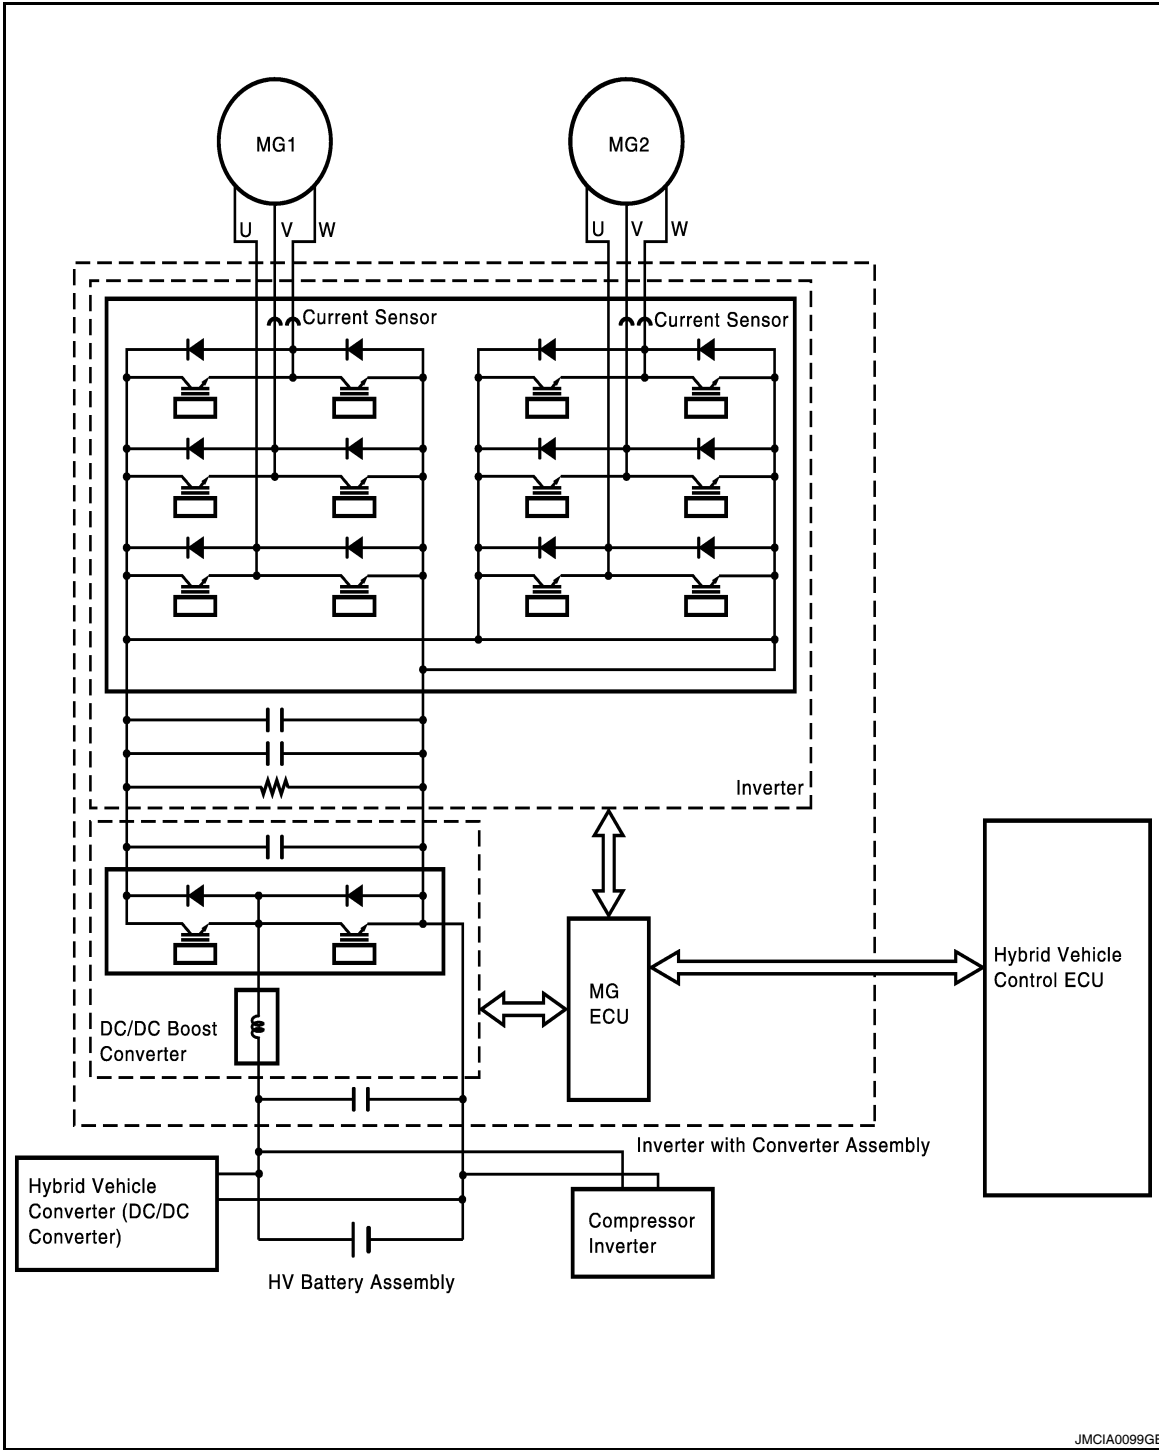 MG1
MG2
U V W
U V W
Current Sensor
Current Sensor
Inverter
Hybrid Vehicle
Control ECU
MG
ECU
DC/DC Boost
Converter
Inverter with Converter Assembly
Hybrid Vehicle
Converter (DC/DC
Converter)
Compressor
Inverter
HV Battery Assembly